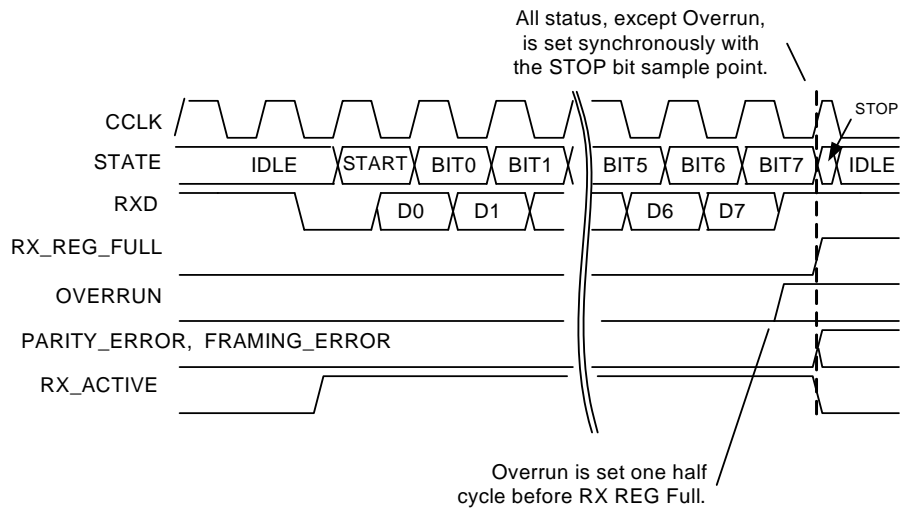 All status, except Overrun,
is set synchronously with
the STOP bit sample point.
CCLK
STOP
STATE
IDLE START BIT0 BIT1 BIT5 BIT6 BIT7 IDLE
RXD
D0 D1 D6 D7
RX_REG_FULL
OVERRUN
PARITY_ERROR, FRAMING_ERROR
RX_ACTIVE
Overrun is set one half
cycle before RX REG Full.